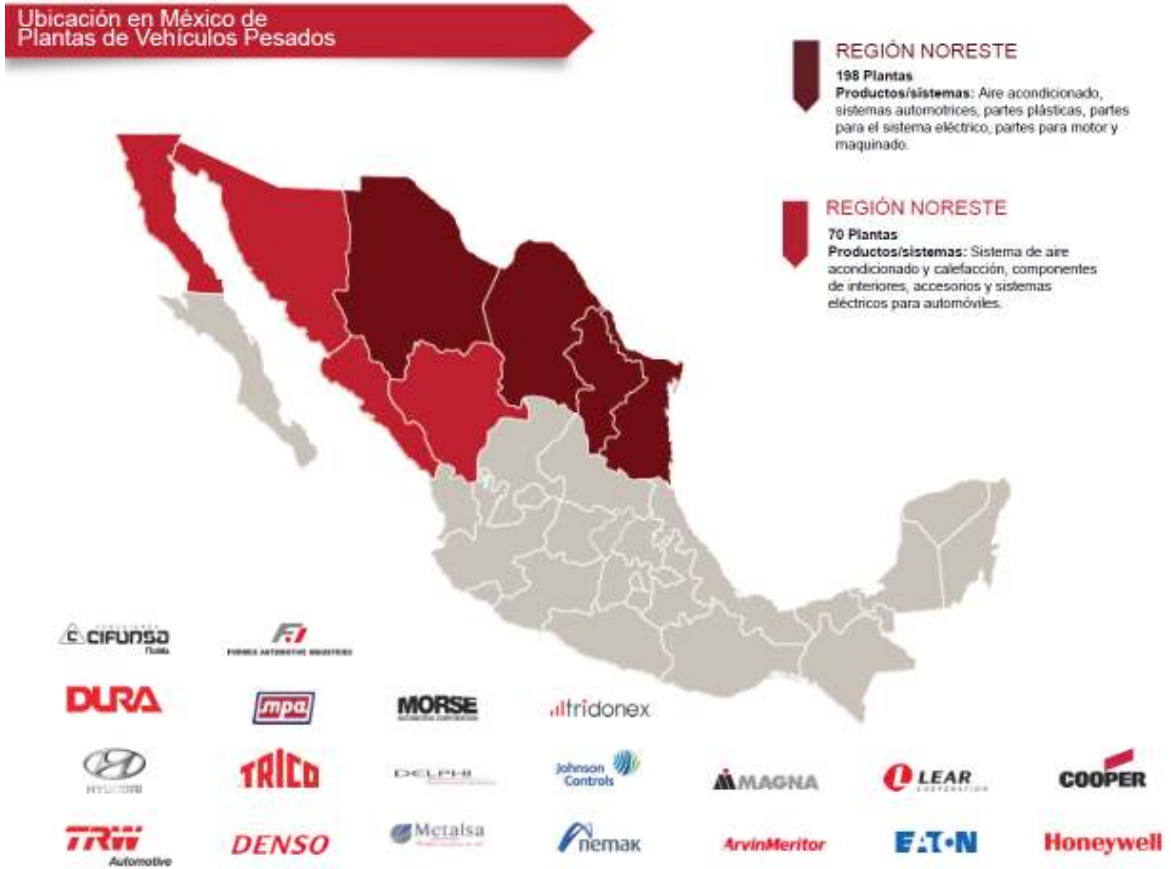 Ubicación en México de
Plantas de Vehículos Pesados
REGIÓN NORESTE
198 Plantas
Productos/sistemas: Aire acondicionado,
sistemas automotrices, partes plásticas, partes
para el sistema eléctrico, partes para motor y
maquinado.
REGIÓN NORESTE
70 Plantas
Productos/sistemas: Sistema de aire
acondicionado y calefacción, componentes
de interiores, accesorios y sistemas
eléctricos para automóviles.
C CIFUNSA
AUTOMOTIVE INDUSTRIES
DURA
mpa
MORSE
tridonex
HYUNDAI
TRICO
DELPHI
Johnson
Controls
MAGNA
LEAR
CORPORATION
COOPER
TRW
Automotive
DENSO
Metalsa
nemak
ArvinMeritor
EATON
Honeywell